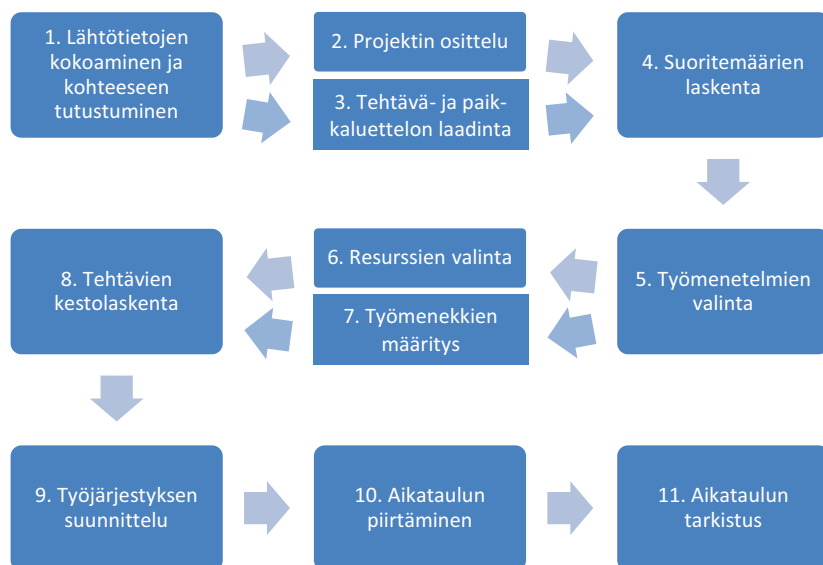 1. Lähtötietojen
kokoaminen ja
kohteeseen
tutustuminen
2. Projektin osittelu
3. Tehtävä- ja paik-
kaluettelon laadinta
4. Suoritemäärien
laskenta
5. Työmenetelmien
valinta
6. Resurssien valinta
7. Työmenekkien
määritys
8. Tehtävien
kestolaskenta
9. Työjärjestyksen
suunnittelu
10. Aikataulun
piirtäminen
11. Aikataulun
tarkistus